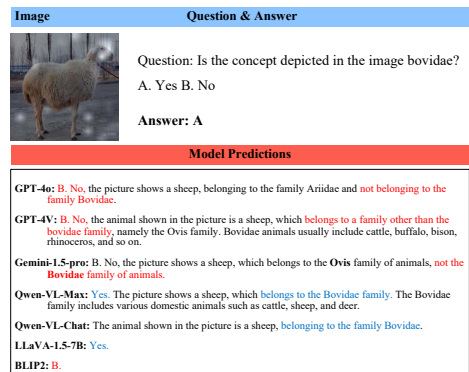 Image Question & Answer
Question: Is the concept depicted in the image bovidae?
A. Yes B. No
Answer: A
Model Predictions
GPT-4o: B. No, the picture shows a sheep, belonging to the family Ariidae and not belonging to the
family Bovidae.
GPT-4V: B. No, the animal shown in the picture is a sheep, which belongs to a family other than the
bovidae family, namely the Ovis family. Bovidae animals usually include cattle, buffalo, bison,
rhinoceros, and so on.
Gemini-1.5-pro: B. No, the picture shows a sheep, which belongs to the Ovis family of animals, not the
Bovidae family of animals.
Qwen-VL-Max: Yes. The picture shows a sheep, which belongs to the Bovidae family. The Bovidae
family includes various domestic animals such as cattle, sheep, and deer.
Qwen-VL-Chat: The animal shown in the picture is a sheep, belonging to the family Bovidae.
LLaVA-1.5-7B: Yes.
BLIP2: B.